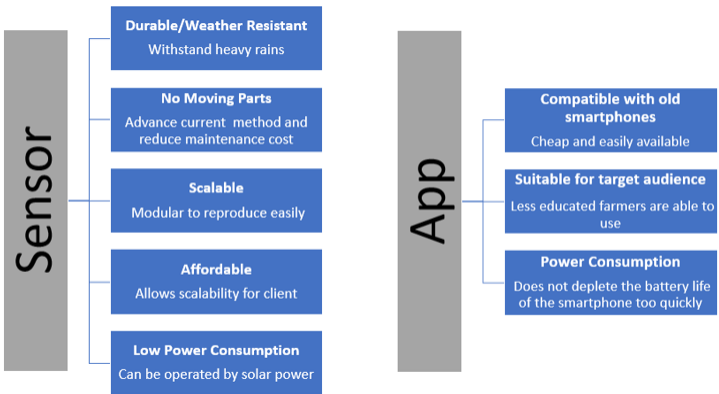 Sensor
Durable/Weather Resistant
Withstand heavy rains
No Moving Parts
Advance current method and
reduce maintenance cost
Scalable
Modular to reproduce easily
Affordable
Allows scalability for client
Low Power Consumption
Can be operated by solar power
App
Compatible with old
smartphones
Cheap and easily available
Suitable for target audience
Less educated farmers are able to
use
Power Consumption
Does not deplete the battery life
of the smartphone too quickly